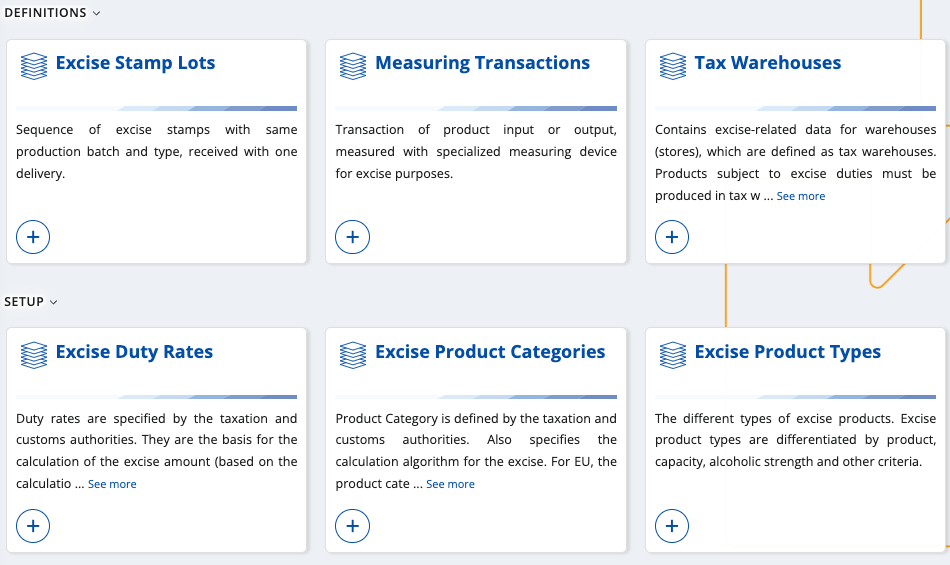 DEFINITIONS
Excise Stamp Lots
Sequence of excise stamps with same
production batch and type, received with one
delivery.
Measuring Transactions
Transaction of product input or output,
measured with specialized measuring device
for excise purposes.
Tax Warehouses
Contains excise-related data for warehouses
(stores), which are defined as tax warehouses.
Products subject to excise duties must be
produced in tax w ... See more
SETUP
Excise Duty Rates
Duty rates are specified by the taxation and
customs authorities. They are the basis for the
calculation of the excise amount (based on the
calculatio ... See more
Excise Product Categories
Product Category is defined by the taxation and
customs authorities. Also specifies the
calculation algorithm for the excise. For EU, the
product cate ... See more
Excise Product Types
The different types of excise products. Excise
product types are differentiated by product,
capacity, alcoholic strength and other criteria.